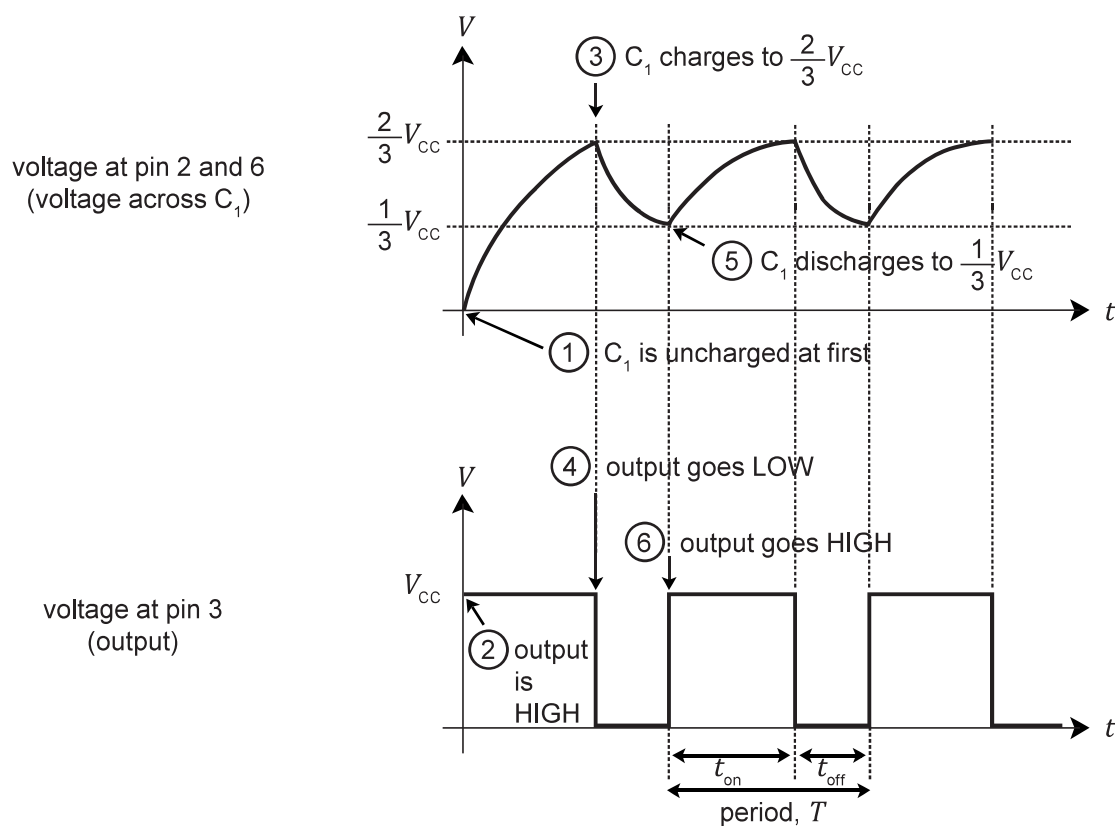 V
③ C₁ charges to 2/3 V_CC
2/3 V_CC
voltage at pin 2 and 6
(voltage across C₁)
1/3 V_CC
⑤ C₁ discharges to 1/3 V_CC
t
① C₁ is uncharged at first
④ output goes LOW
V
⑥ output goes HIGH
V_CC
voltage at pin 3
(output)
② output
is
HIGH
t
t_on
t_off
period, T